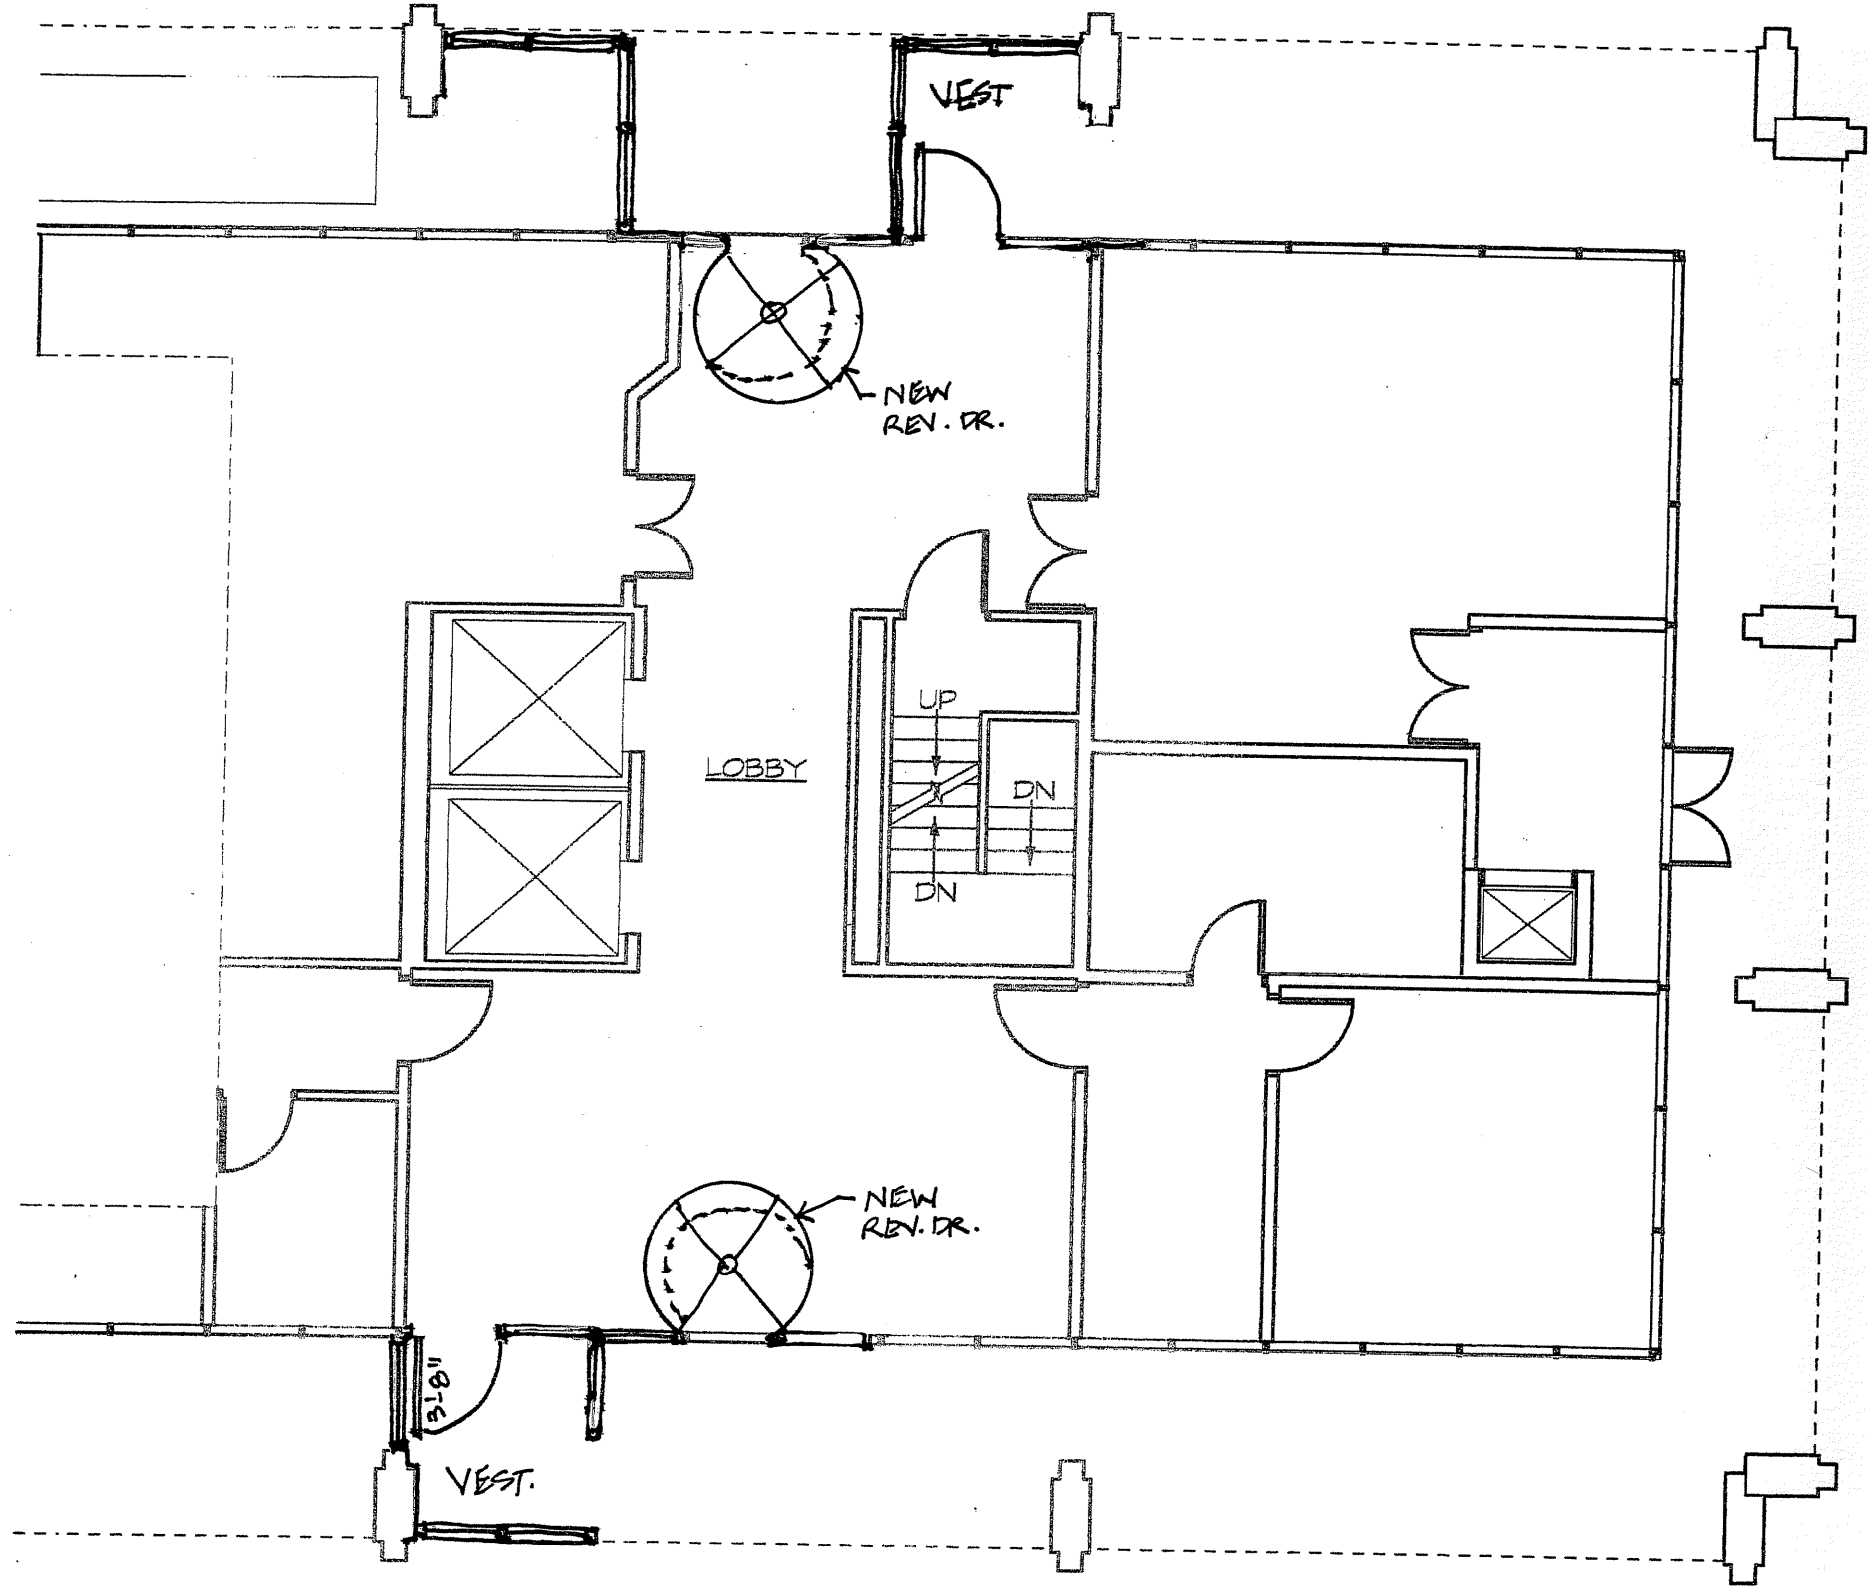 VEST
NEW
REV. DR.
UP
LOBBY
DN
DN
NEW
REV. DR.
3'-8"
VEST.